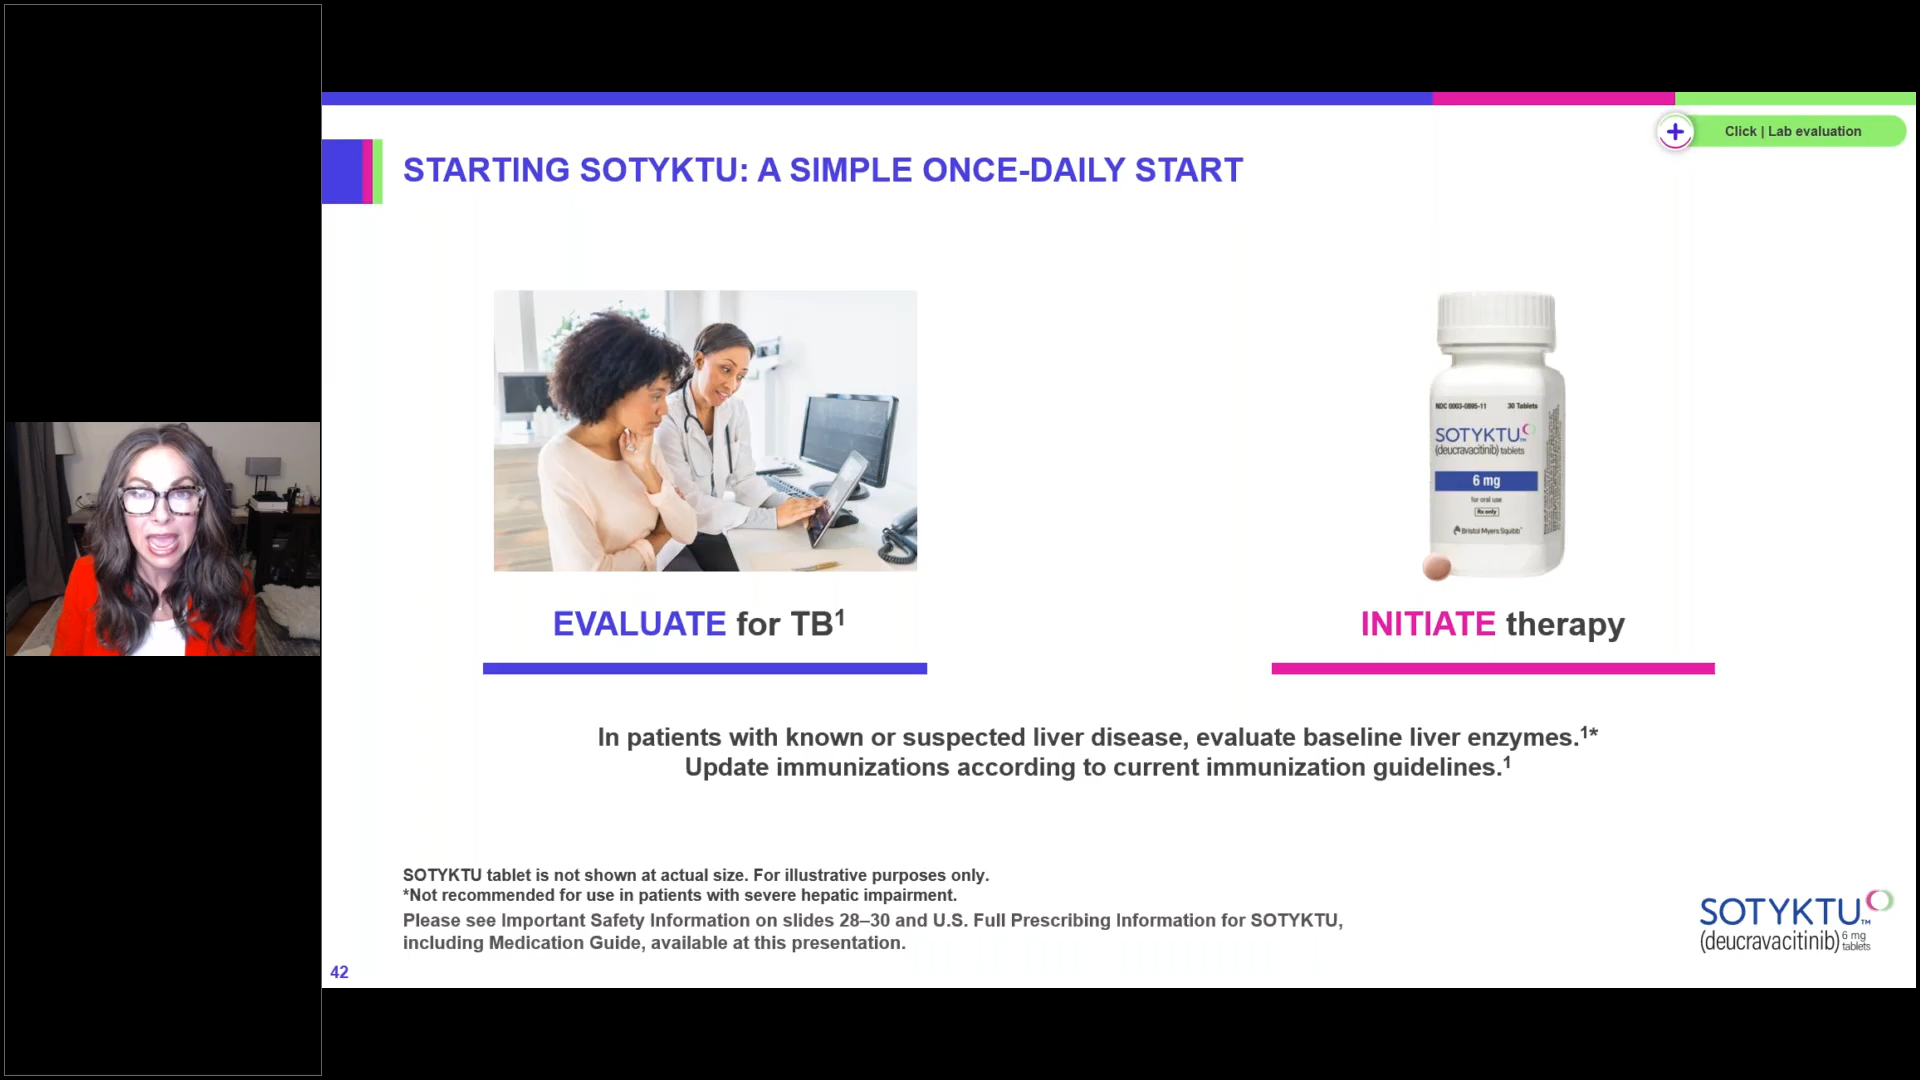 Click | Lab evaluation
STARTING SOTYKTU: A SIMPLE ONCE-DAILY START
NDC 0003-0895-11 30 Tablets
SOTYKTU™
(deucravacitinib) tablets
6 mg
for oral use
Rx only
Bristol Myers Squibb™
EVALUATE for TB¹
INITIATE therapy
In patients with known or suspected liver disease, evaluate baseline liver enzymes.¹*
Update immunizations according to current immunization guidelines.¹
SOTYKTU tablet is not shown at actual size. For illustrative purposes only.
*Not recommended for use in patients with severe hepatic impairment.
Please see Important Safety Information on slides 28–30 and U.S. Full Prescribing Information for SOTYKTU,
including Medication Guide, available at this presentation.
SOTYKTU™
(deucravacitinib) 6 mg tablets
42